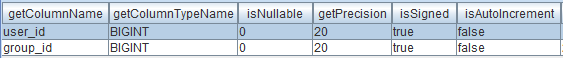 getColumnName getColumnTypeName isNullable getPrecision isSigned isAutoIncrement
user_id BIGINT 0 20 true false
group_id BIGINT 0 20 true false